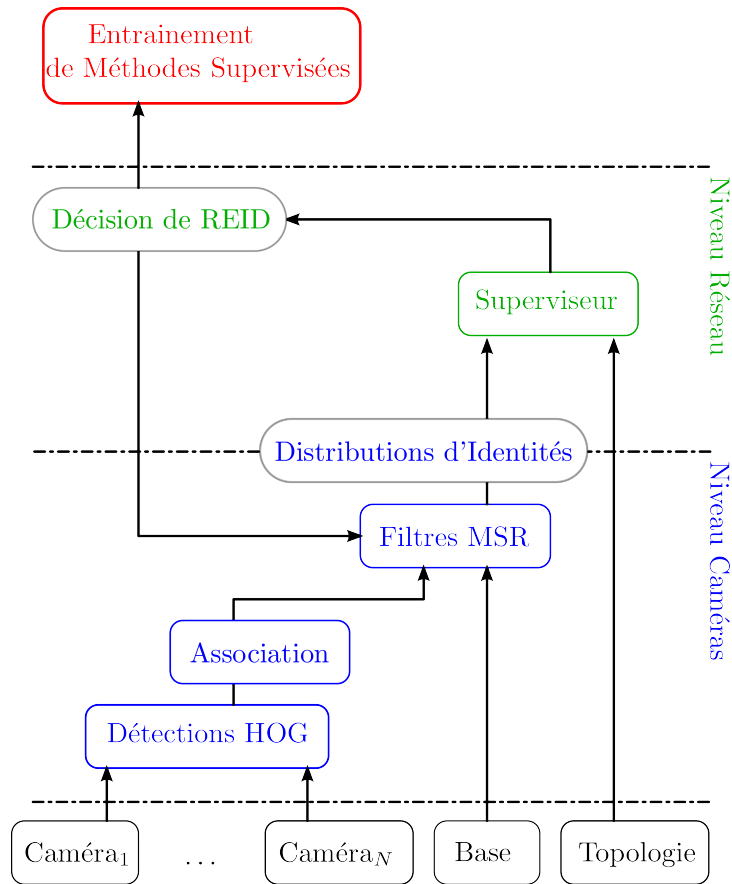 Entrainement
de Méthodes Supervisées
Décision de REID
Niveau Réseau
Superviseur
Distributions d'Identités
Niveau Caméras
Filtres MSR
Association
Détections HOG
Caméra₁
...
Caméra_N
Base
Topologie